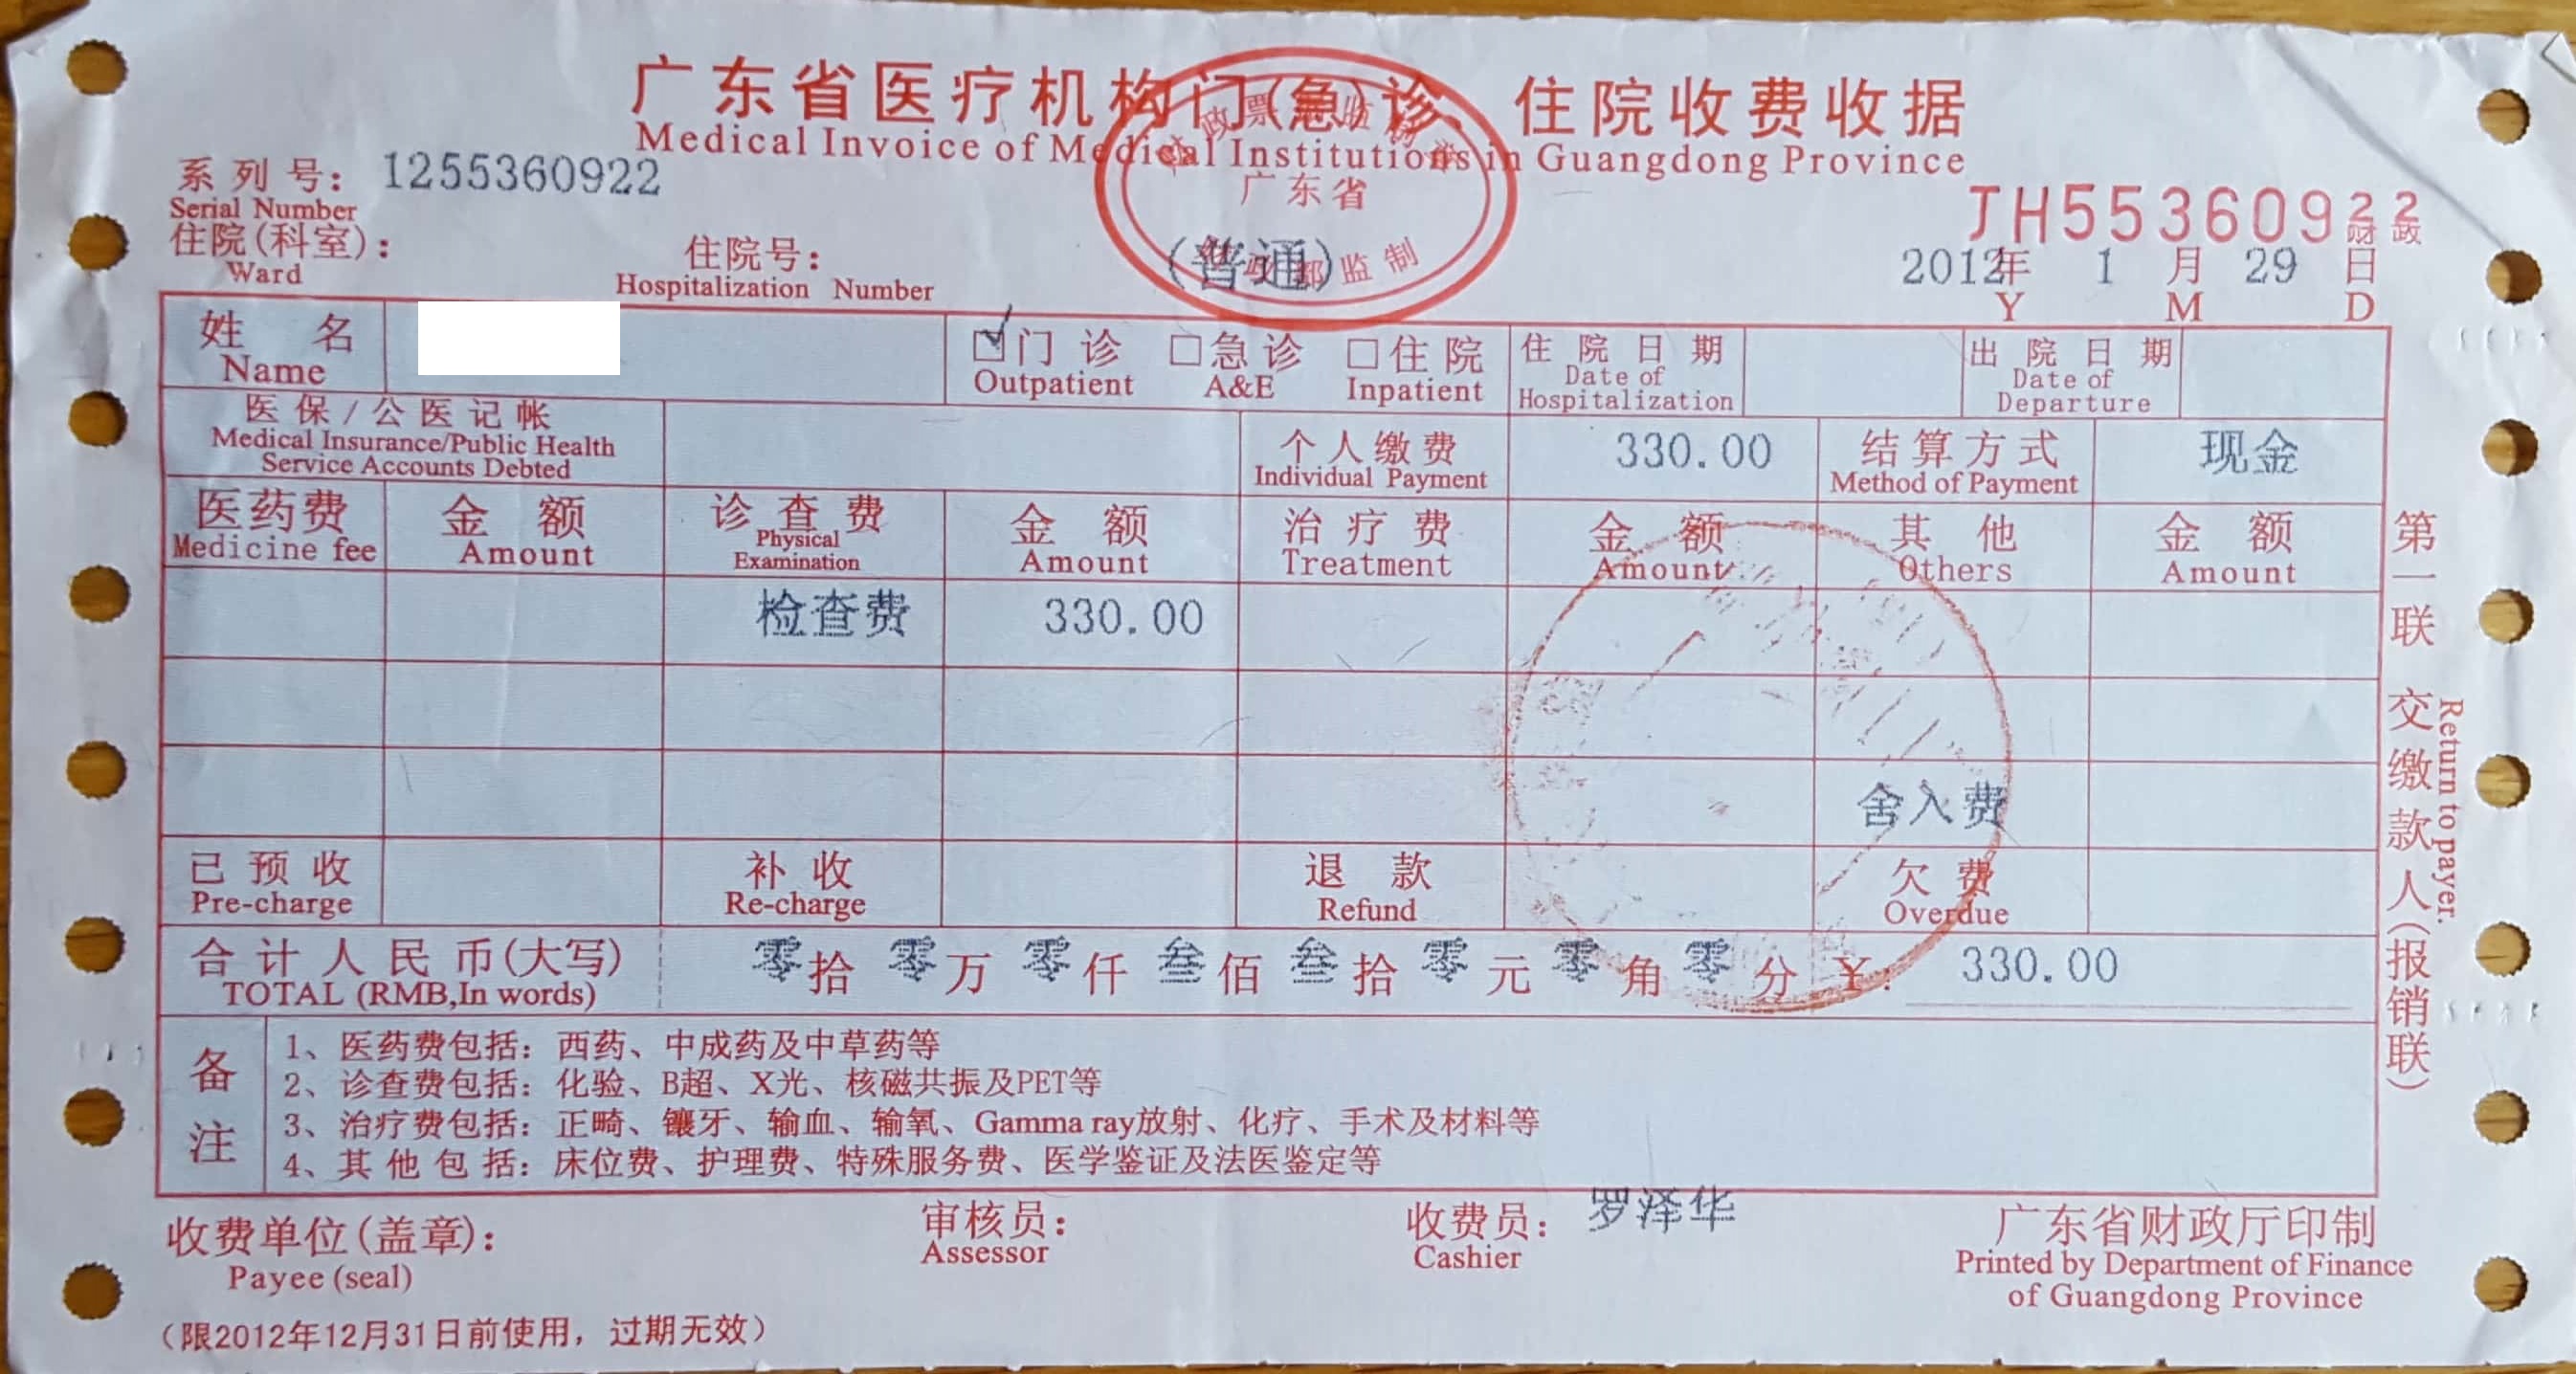 广东省医疗机构门(急)诊、住院收费收据
Medical Invoice of Medical Institutions in Guangdong Province
系列号： 1255360922
Serial Number
JH55360922
财政
广东省
监制
住院(科室)：
Ward
住院号：
Hospitalization Number
(普通)
2012年 1 月 29 日
Y M D
姓 名
Name
门诊 急诊 住院
Outpatient A&E Inpatient
住院日期
Date of
Hospitalization
出院日期
Date of
Departure
医保/公医记帐
Medical Insurance/Public Health
Service Accounts Debted
个人缴费
Individual Payment
330.00
结算方式
Method of Payment
现金
医药费 金额 诊查费 金额 治疗费 金额 其他 金额
Medicine fee Amount Physical Examination Amount Treatment Amount Others Amount
检查费 330.00
舍入费
已预收 补收 退款 欠费
Pre-charge Re-charge Refund Overdue
合计人民币(大写) 零拾 零万 零仟 叁佰 叁拾 零元 零角 零分 ￥: 330.00
TOTAL (RMB,In words)
备注
1、医药费包括：西药、中成药及中草药等
2、诊查费包括：化验、B超、X光、核磁共振及PET等
3、治疗费包括：正畸、镶牙、输血、输氧、Gamma ray放射、化疗、手术及材料等
4、其他包括：床位费、护理费、特殊服务费、医学鉴证及法医鉴定等
第一联 交缴款人(报销联)
Return to payer.
收费单位(盖章)： 审核员： 收费员： 罗泽华
Payee (seal) Assessor Cashier
广东省财政厅印制
Printed by Department of Finance
of Guangdong Province
(限2012年12月31日前使用，过期无效)